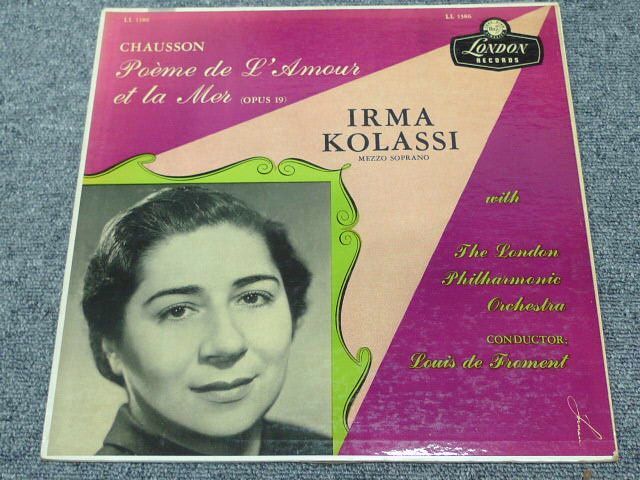 LL 1386
LL 1386
CHAUSSON
Poème de L'Amour
et la Mer (OPUS 19)
LONDON
RECORDS
IRMA
KOLASSI
MEZZO SOPRANO
with
The London
Philharmonic
Orchestra
CONDUCTOR:
Louis de Froment